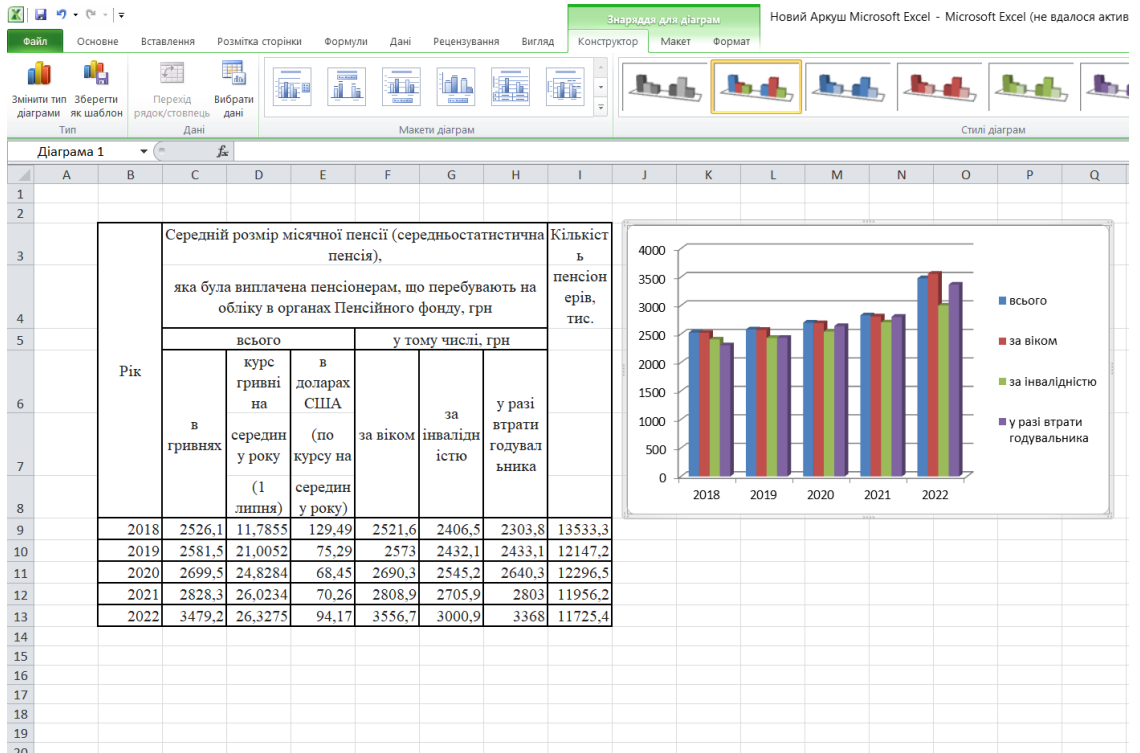 Знаряддя для діаграм
Новий Аркуш Microsoft Excel - Microsoft Excel (не вдалося актив
Файл Основне Вставлення Розмітка сторінки Формули Дані Рецензування Вигляд Конструктор Макет Формат
Змінити тип діаграми
Зберегти як шаблон
Перехід рядок/стовпець
Вибрати дані
Тип Дані Макети діаграм Стилі діаграм
Діаграма 1 fx
A B C D E F G H I J K L M N O P Q
1
2
3
4
5
6
7
8
9
10
11
12
13
14
15
16
17
18
19
20
Рік
Середній розмір місячної пенсії (середньостатистична
пенсія),
яка була виплачена пенсіонерам, що перебувають на
обліку в органах Пенсійного фонду, грн
Кількіст
ь
пенсіон
ерів,
тис.
всього у тому числі, грн
в
гривнях
курс
гривні
на
середин
у року
(1
липня)
в
доларах
США
(по
курсу на
середин
у року)
за віком
за
інвалідн
істю
у разі
втрати
годувал
ьника
2018 2526,1 11,7855 129,49 2521,6 2406,5 2303,8 13533,3
2019 2581,5 21,0052 75,29 2573 2432,1 2433,1 12147,2
2020 2699,5 24,8284 68,45 2690,3 2545,2 2640,3 12296,5
2021 2828,3 26,0234 70,26 2808,9 2705,9 2803 11956,2
2022 3479,2 26,3275 94,17 3556,7 3000,9 3368 11725,4
4000
3500
3000
2500
2000
1500
1000
500
0
2018 2019 2020 2021 2022
всього
за віком
за інвалідністю
у разі втрати
годувальника